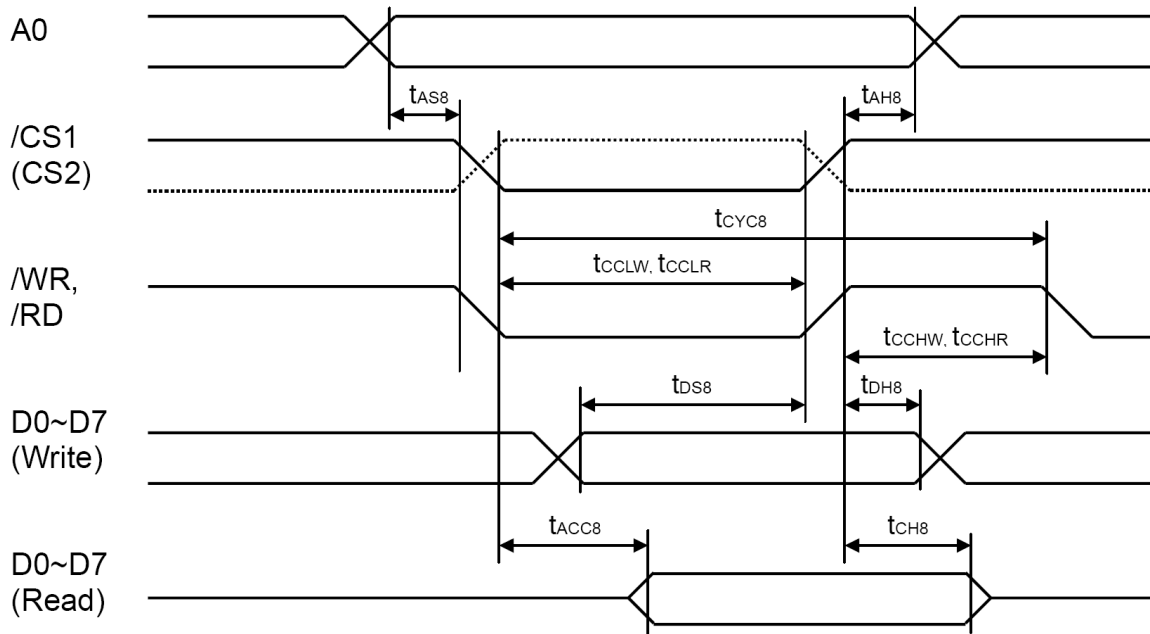 A0
tAS8
tAH8
/CS1
(CS2)
tCYC8
tCCLW, tCCLR
/WR,
/RD
tCCHW, tCCHR
tDS8
tDH8
D0~D7
(Write)
tACC8
tCH8
D0~D7
(Read)